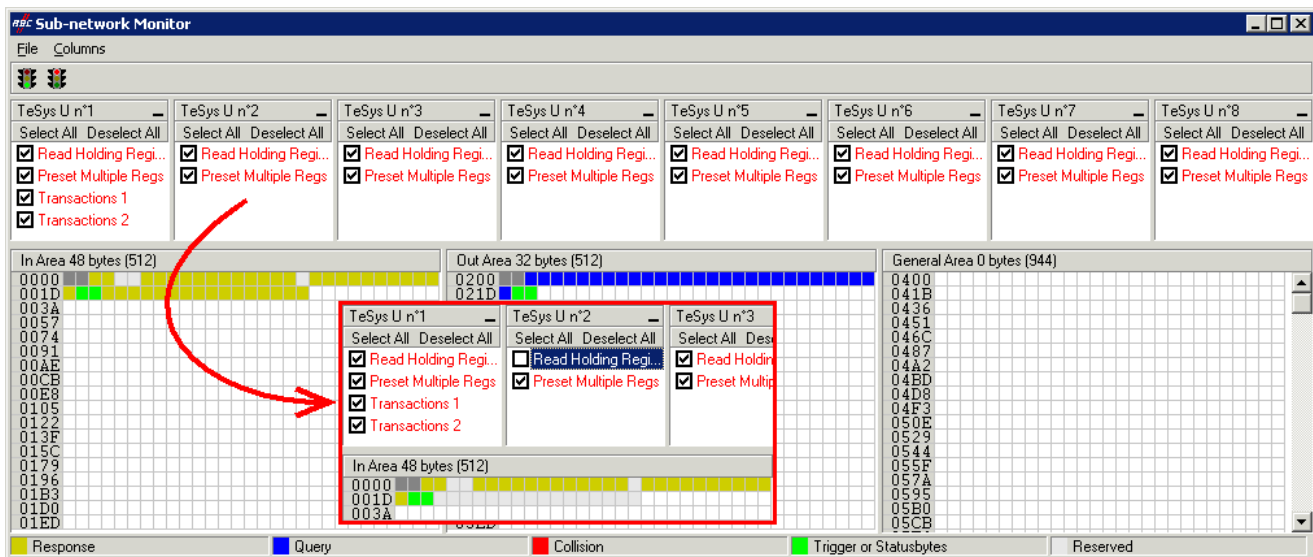 ABC Sub-network Monitor
File Columns
TeSys U n°1 TeSys U n°2 TeSys U n°3 TeSys U n°4 TeSys U n°5 TeSys U n°6 TeSys U n°7 TeSys U n°8
Select All Deselect All Select All Deselect All Select All Deselect All Select All Deselect All Select All Deselect All Select All Deselect All Select All Deselect All Select All Deselect All
Read Holding Regi... Read Holding Regi... Read Holding Regi... Read Holding Regi... Read Holding Regi... Read Holding Regi... Read Holding Regi... Read Holding Regi...
Preset Multiple Regs Preset Multiple Regs Preset Multiple Regs Preset Multiple Regs Preset Multiple Regs Preset Multiple Regs Preset Multiple Regs Preset Multiple Regs
Transactions 1
Transactions 2
In Area 48 bytes (512)
0000
001D
003A
0057
0074
0091
00AE
00CB
00E8
0105
0122
013F
015C
0179
0196
01B3
01D0
01ED
Out Area 32 bytes (512)
0200
021D
TeSys U n°1 TeSys U n°2 TeSys U n°3
Select All Deselect All Select All Deselect All Select All Des
Read Holding Regi... Read Holding Regi... Read Holdin
Preset Multiple Regs Preset Multiple Regs Preset Multip
Transactions 1
Transactions 2
In Area 48 bytes (512)
0000
001D
003A
General Area 0 bytes (944)
0400
041B
0436
0451
046C
0487
04A2
04BD
04D8
04F3
050E
0529
0544
055F
057A
0595
05B0
05CB
Response Query Collision Trigger or Statusbytes Reserved